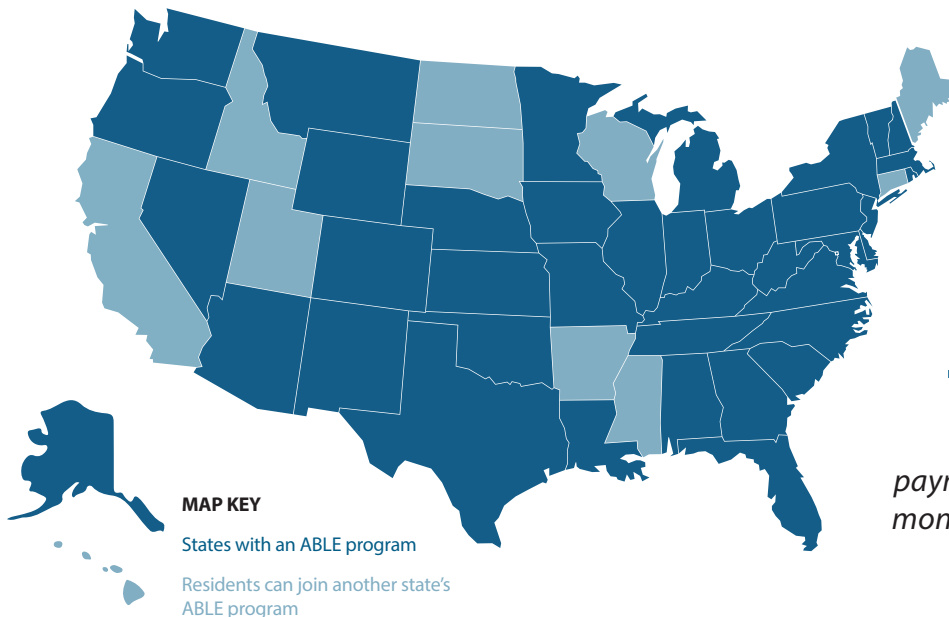 payr
mon
MAP KEY
States with an ABLE program
Residents can join another state's
ABLE program